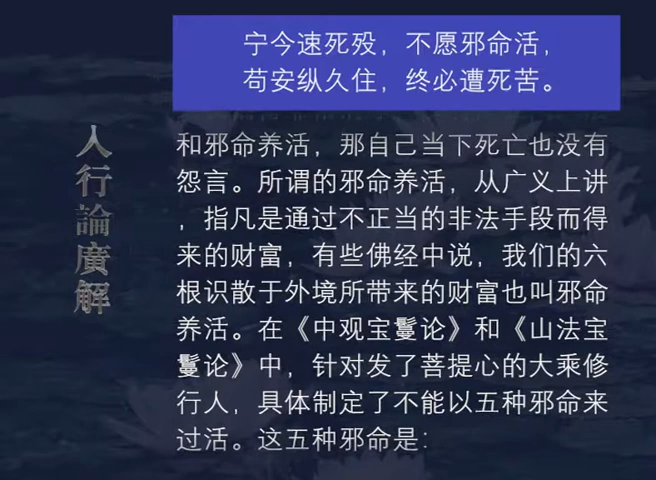 宁今速死殁，不愿邪命活，
苟安纵久住，终必遭死苦。
入行論廣解
和邪命养活，那自己当下死亡也没有
怨言。所谓的邪命养活，从广义上讲
，指凡是通过不正当的非法手段而得
来的财富，有些佛经中说，我们的六
根识散于外境所带来的财富也叫邪命
养活。在《中观宝鬘论》和《山法宝
鬘论》中，针对发了菩提心的大乘修
行人，具体制定了不能以五种邪命来
过活。这五种邪命是：